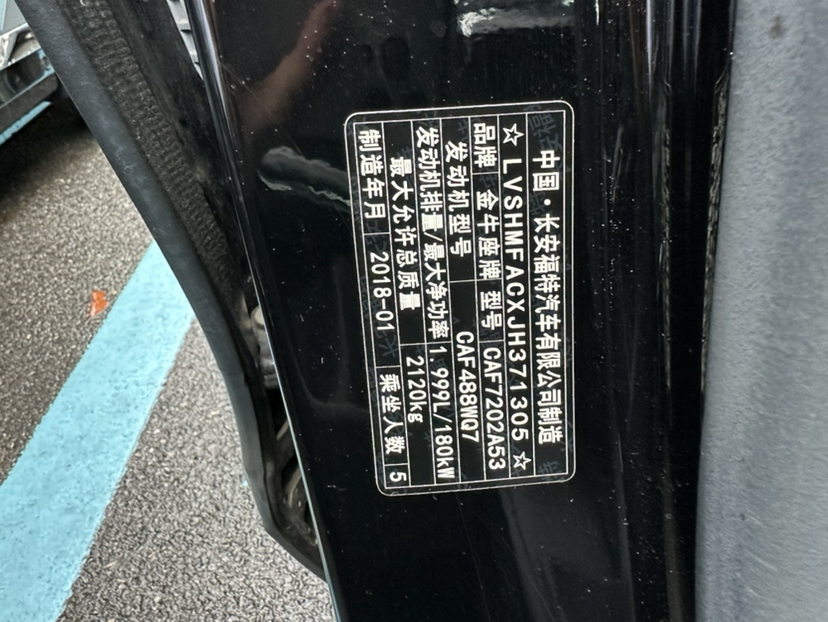 中国·长安福特汽车有限公司制造
☆LVSHMFACXJH371305☆
品牌 金牛座牌 型号 CAF7202A53
发动机型号 CAF488WQ7
发动机排量/最大净功率 1.999L/180kW
最大允许总质量 2120kg
制造年月 2018-01 乘坐人数 5